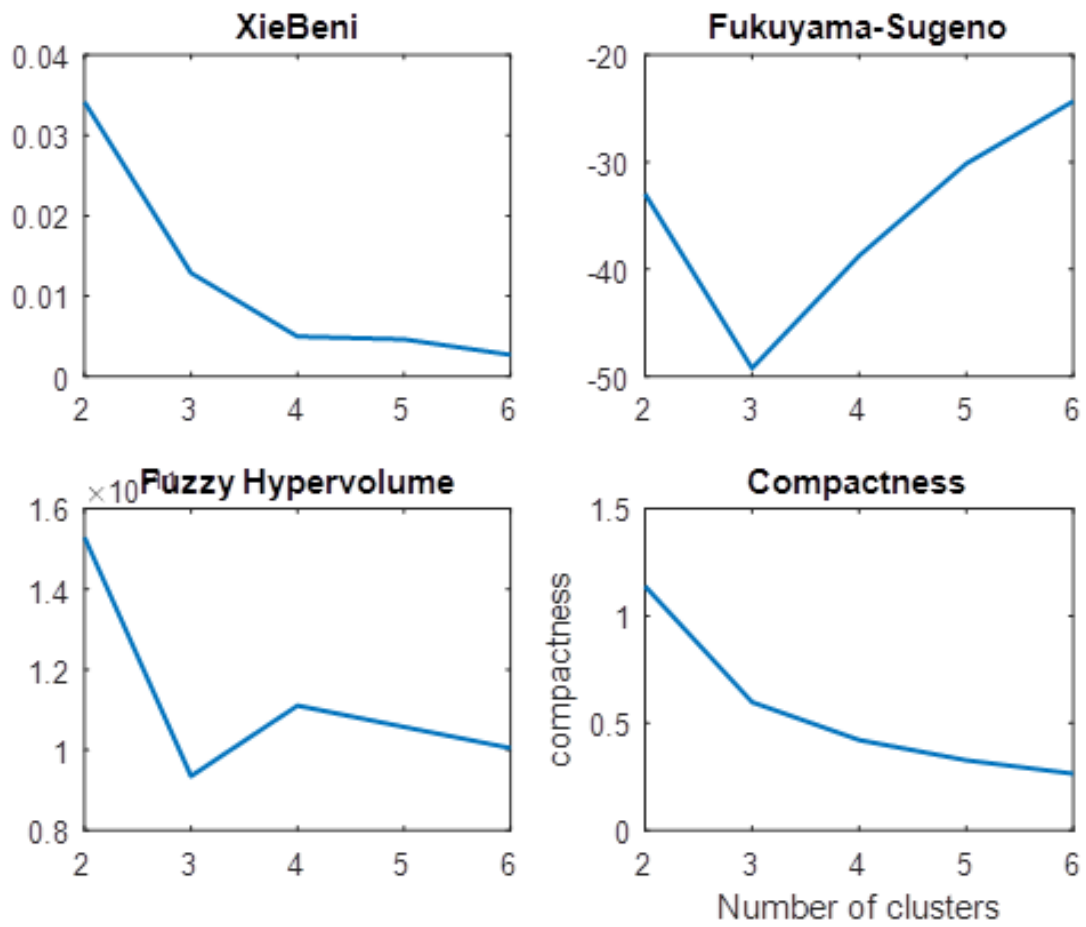 XieBeni
0.04
0.03
0.02
0.01
0
2 3 4 5 6
Fukuyama-Sugeno
-20
-30
-40
-50
2 3 4 5 6
×10
Fuzzy Hypervolume
1.6
1.4
1.2
1
0.8
2 3 4 5 6
Compactness
1.5
1
0.5
0
compactness
2 3 4 5 6
Number of clusters